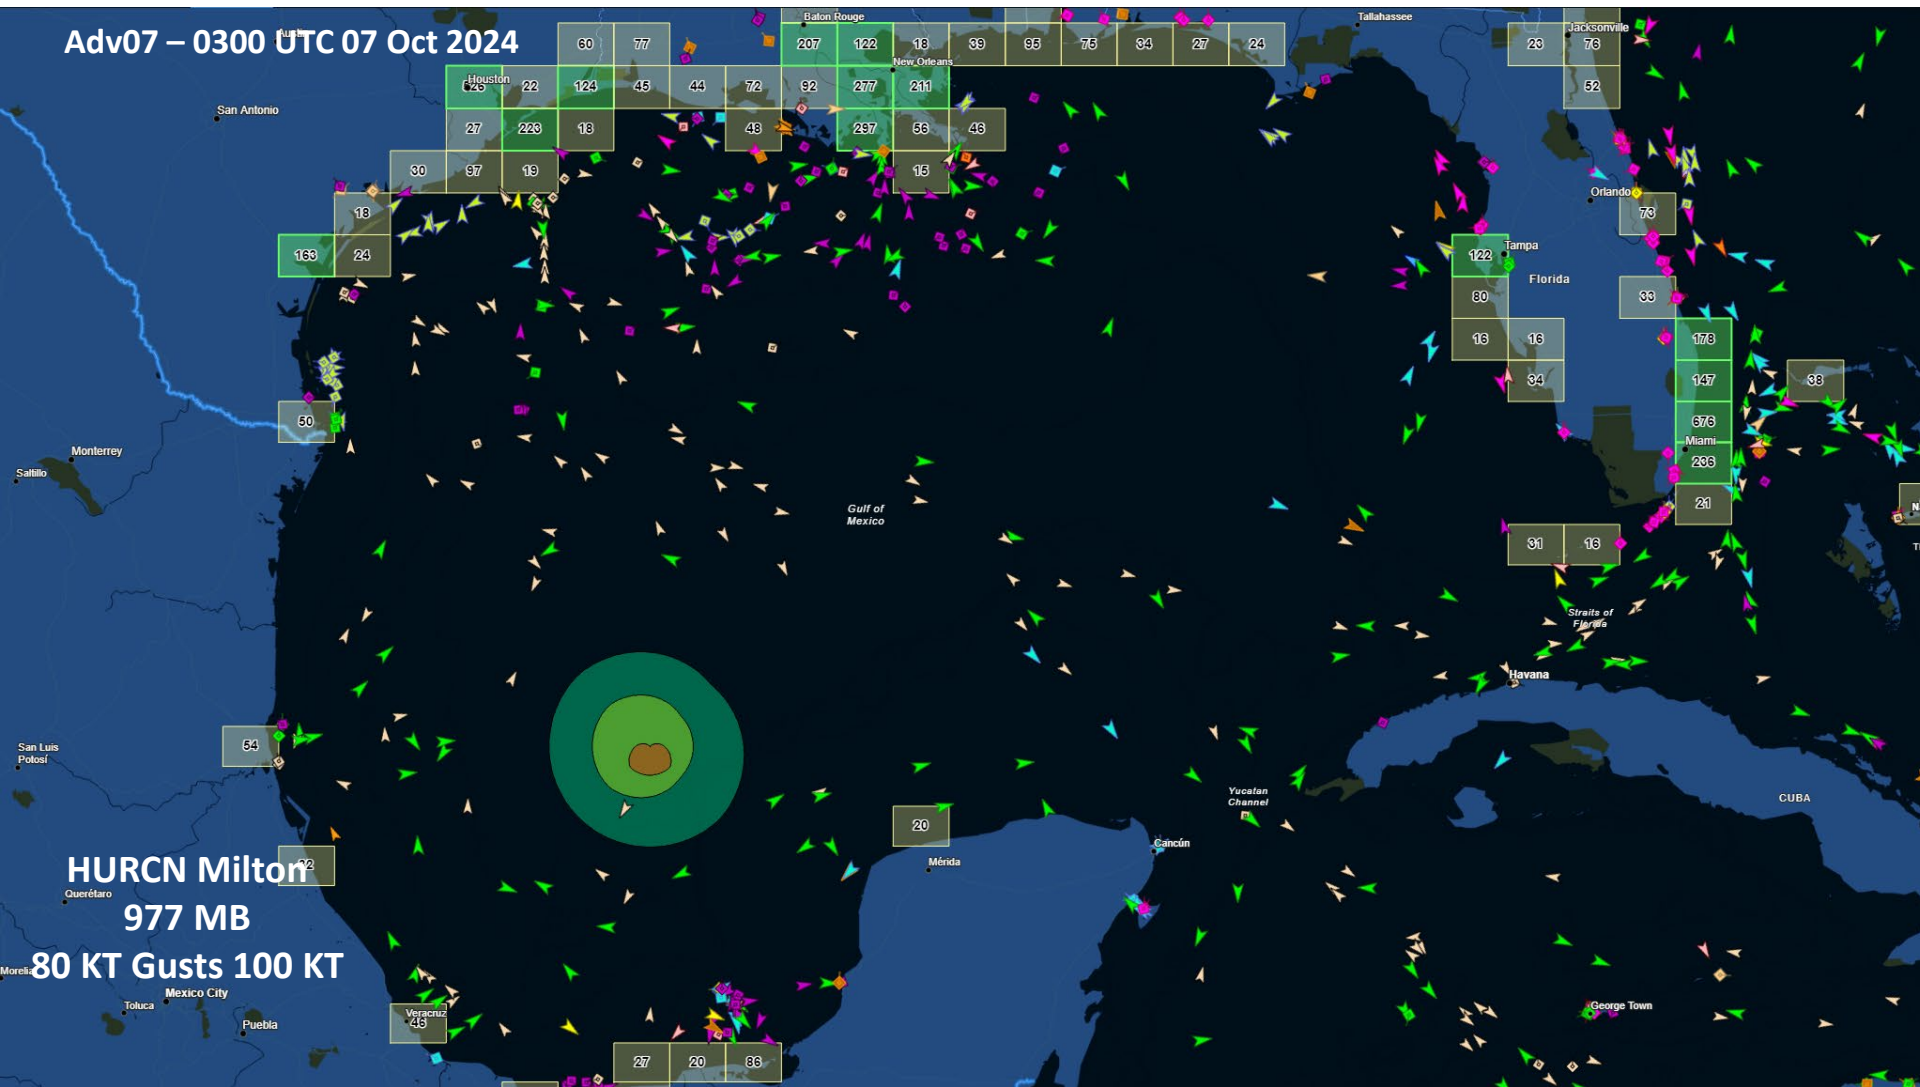 Adv07 – 0300 UTC 07 Oct 2024
Baton Rouge
Tallahassee
Jacksonville
60 77 207 122 18 39 95 75 34 27 24 23 76
New Orleans
Houston
22 124 45 44 72 92 277 211 52
San Antonio
27 223 18 48 297 56 46
30 97 19 15
Orlando
18 73
163 24 122
Tampa
Florida
80 33
16 16 178
34 147 38
50 676
Miami
Monterrey
236
Saltillo
21
Gulf of
Mexico
31 16
Straits of
Florida
Havana
54
San Luis
Potosí
Yucatan
Channel
CUBA
20
Cancún
Mérida
HURCN Milton
Querétaro
977 MB
80 KT Gusts 100 KT
Morelia
Mexico City
Toluca
Veracruz
46
Puebla
George Town
27 20 86